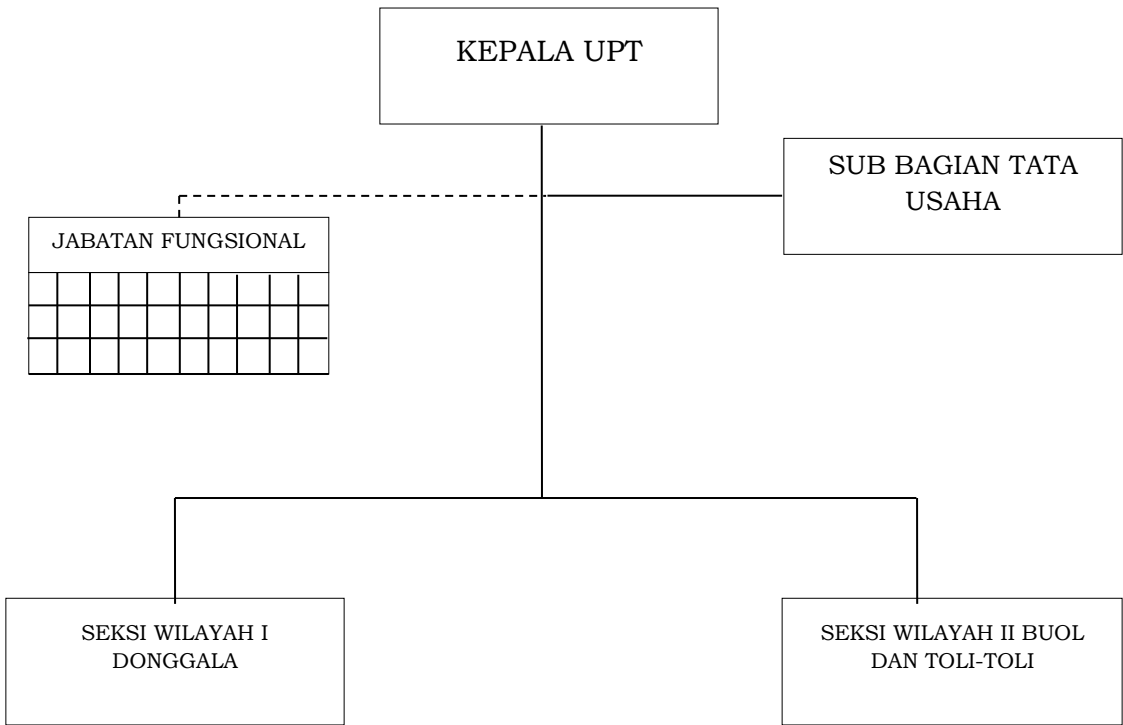 KEPALA UPT
SUB BAGIAN TATA
USAHA
JABATAN FUNGSIONAL
SEKSI WILAYAH I
DONGGALA
SEKSI WILAYAH II BUOL
DAN TOLI-TOLI